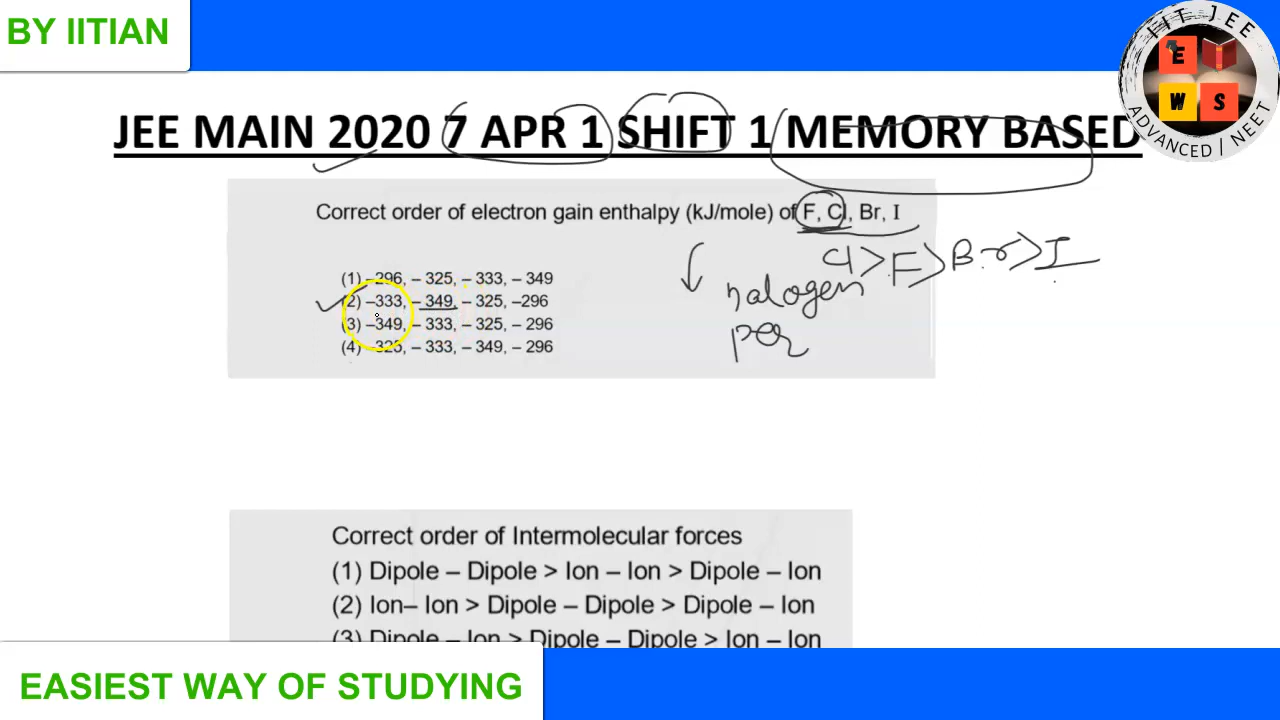 BY IITIAN
IIT JEE
E
W S
ADVANCED / NEET
JEE MAIN 2020 7 APR 1 SHIFT 1 MEMORY BASED
Correct order of electron gain enthalpy (kJ/mole) of F, Cl, Br, I
Cl > F > Br > I
(1) –296, – 325, – 333, – 349
(2) –333, – 349, – 325, –296
(3) –349, – 333, – 325, – 296
(4) –325, – 333, – 349, – 296
halogen
Correct order of Intermolecular forces
(1) Dipole – Dipole > Ion – Ion > Dipole – Ion
(2) Ion– Ion > Dipole – Dipole > Dipole – Ion
(3) Dipole – Ion > Dipole – Dipole > Ion – Ion
EASIEST WAY OF STUDYING